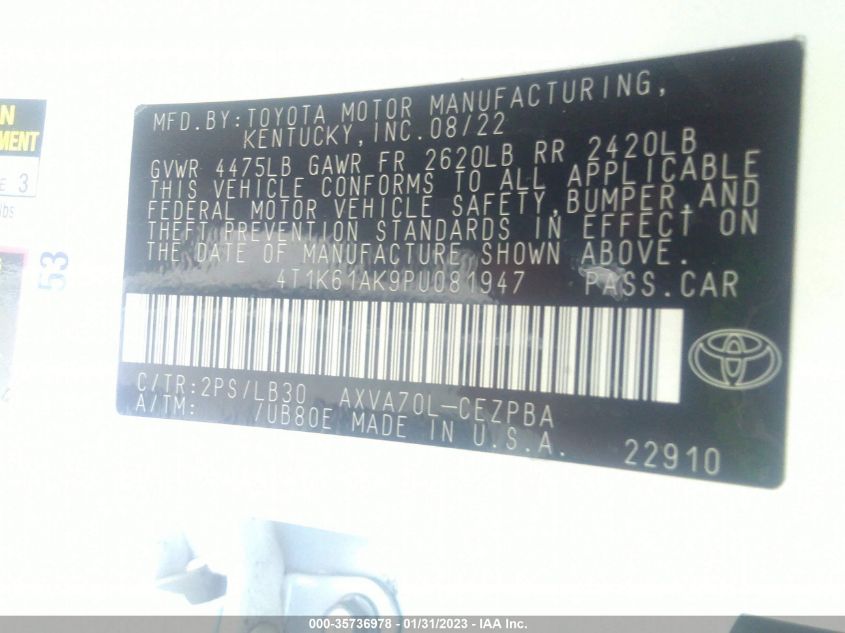 MFD.BY:TOYOTA MOTOR MANUFACTURING,
KENTUCKY,INC.08/22
GVWR 4475LB GAWR FR 2620LB RR 2420LB
THIS VEHICLE CONFORMS TO ALL APPLICABLE
FEDERAL MOTOR VEHICLE SAFETY,BUMPER,AND
THEFT PREVENTION STANDARDS IN EFFECT ON
THE DATE OF MANUFACTURE SHOWN ABOVE.
4T1K61AK9PU081947 PASS.CAR
C/TR:2PS/LB30 AXVA70L-CEZPBA
A/TM: /UB80E MADE IN U.S.A.
22910
N
MENT
E 3
lbs
53
000-35736978 - 01/31/2023 - IAA Inc.